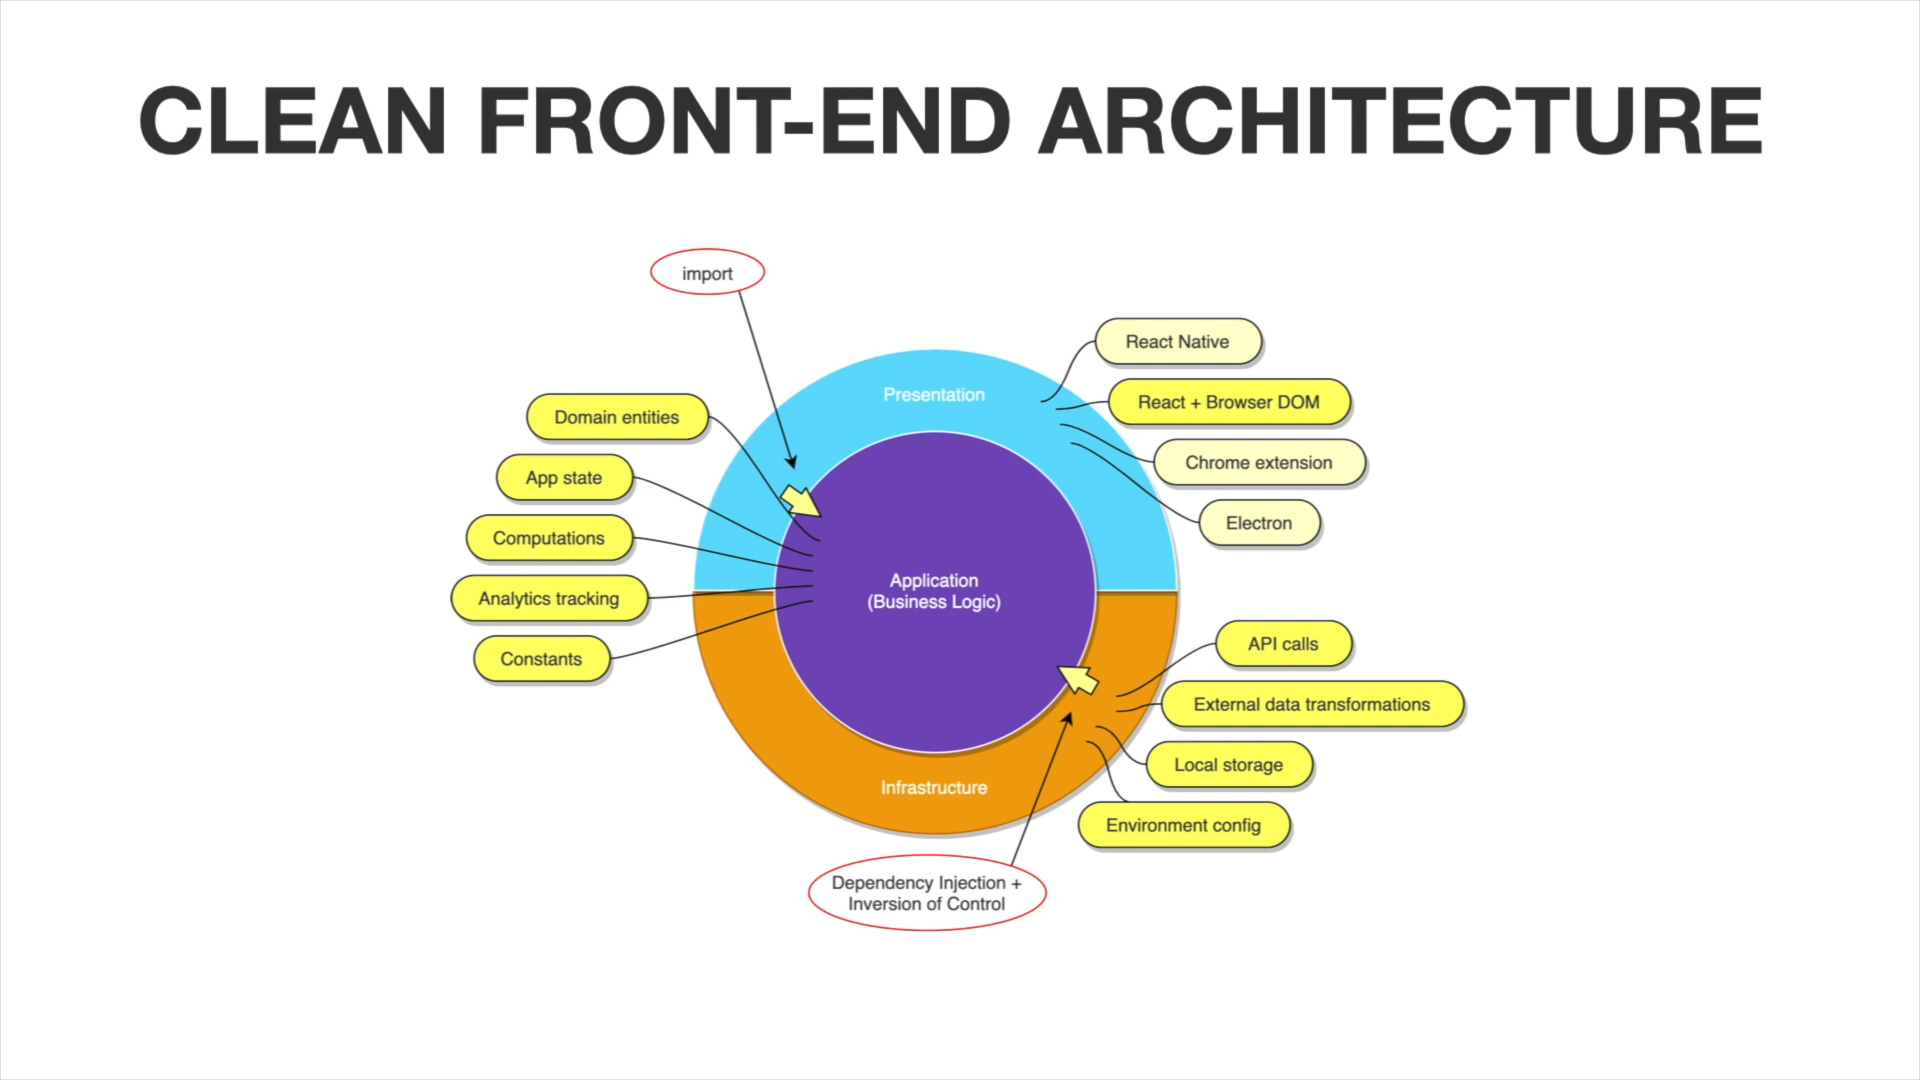 CLEAN FRONT-END ARCHITECTURE
import
React Native
Presentation
React + Browser DOM
Domain entities
Chrome extension
App state
Electron
Computations
Application
(Business Logic)
Analytics tracking
API calls
Constants
External data transformations
Local storage
Infrastructure
Environment config
Dependency Injection +
Inversion of Control